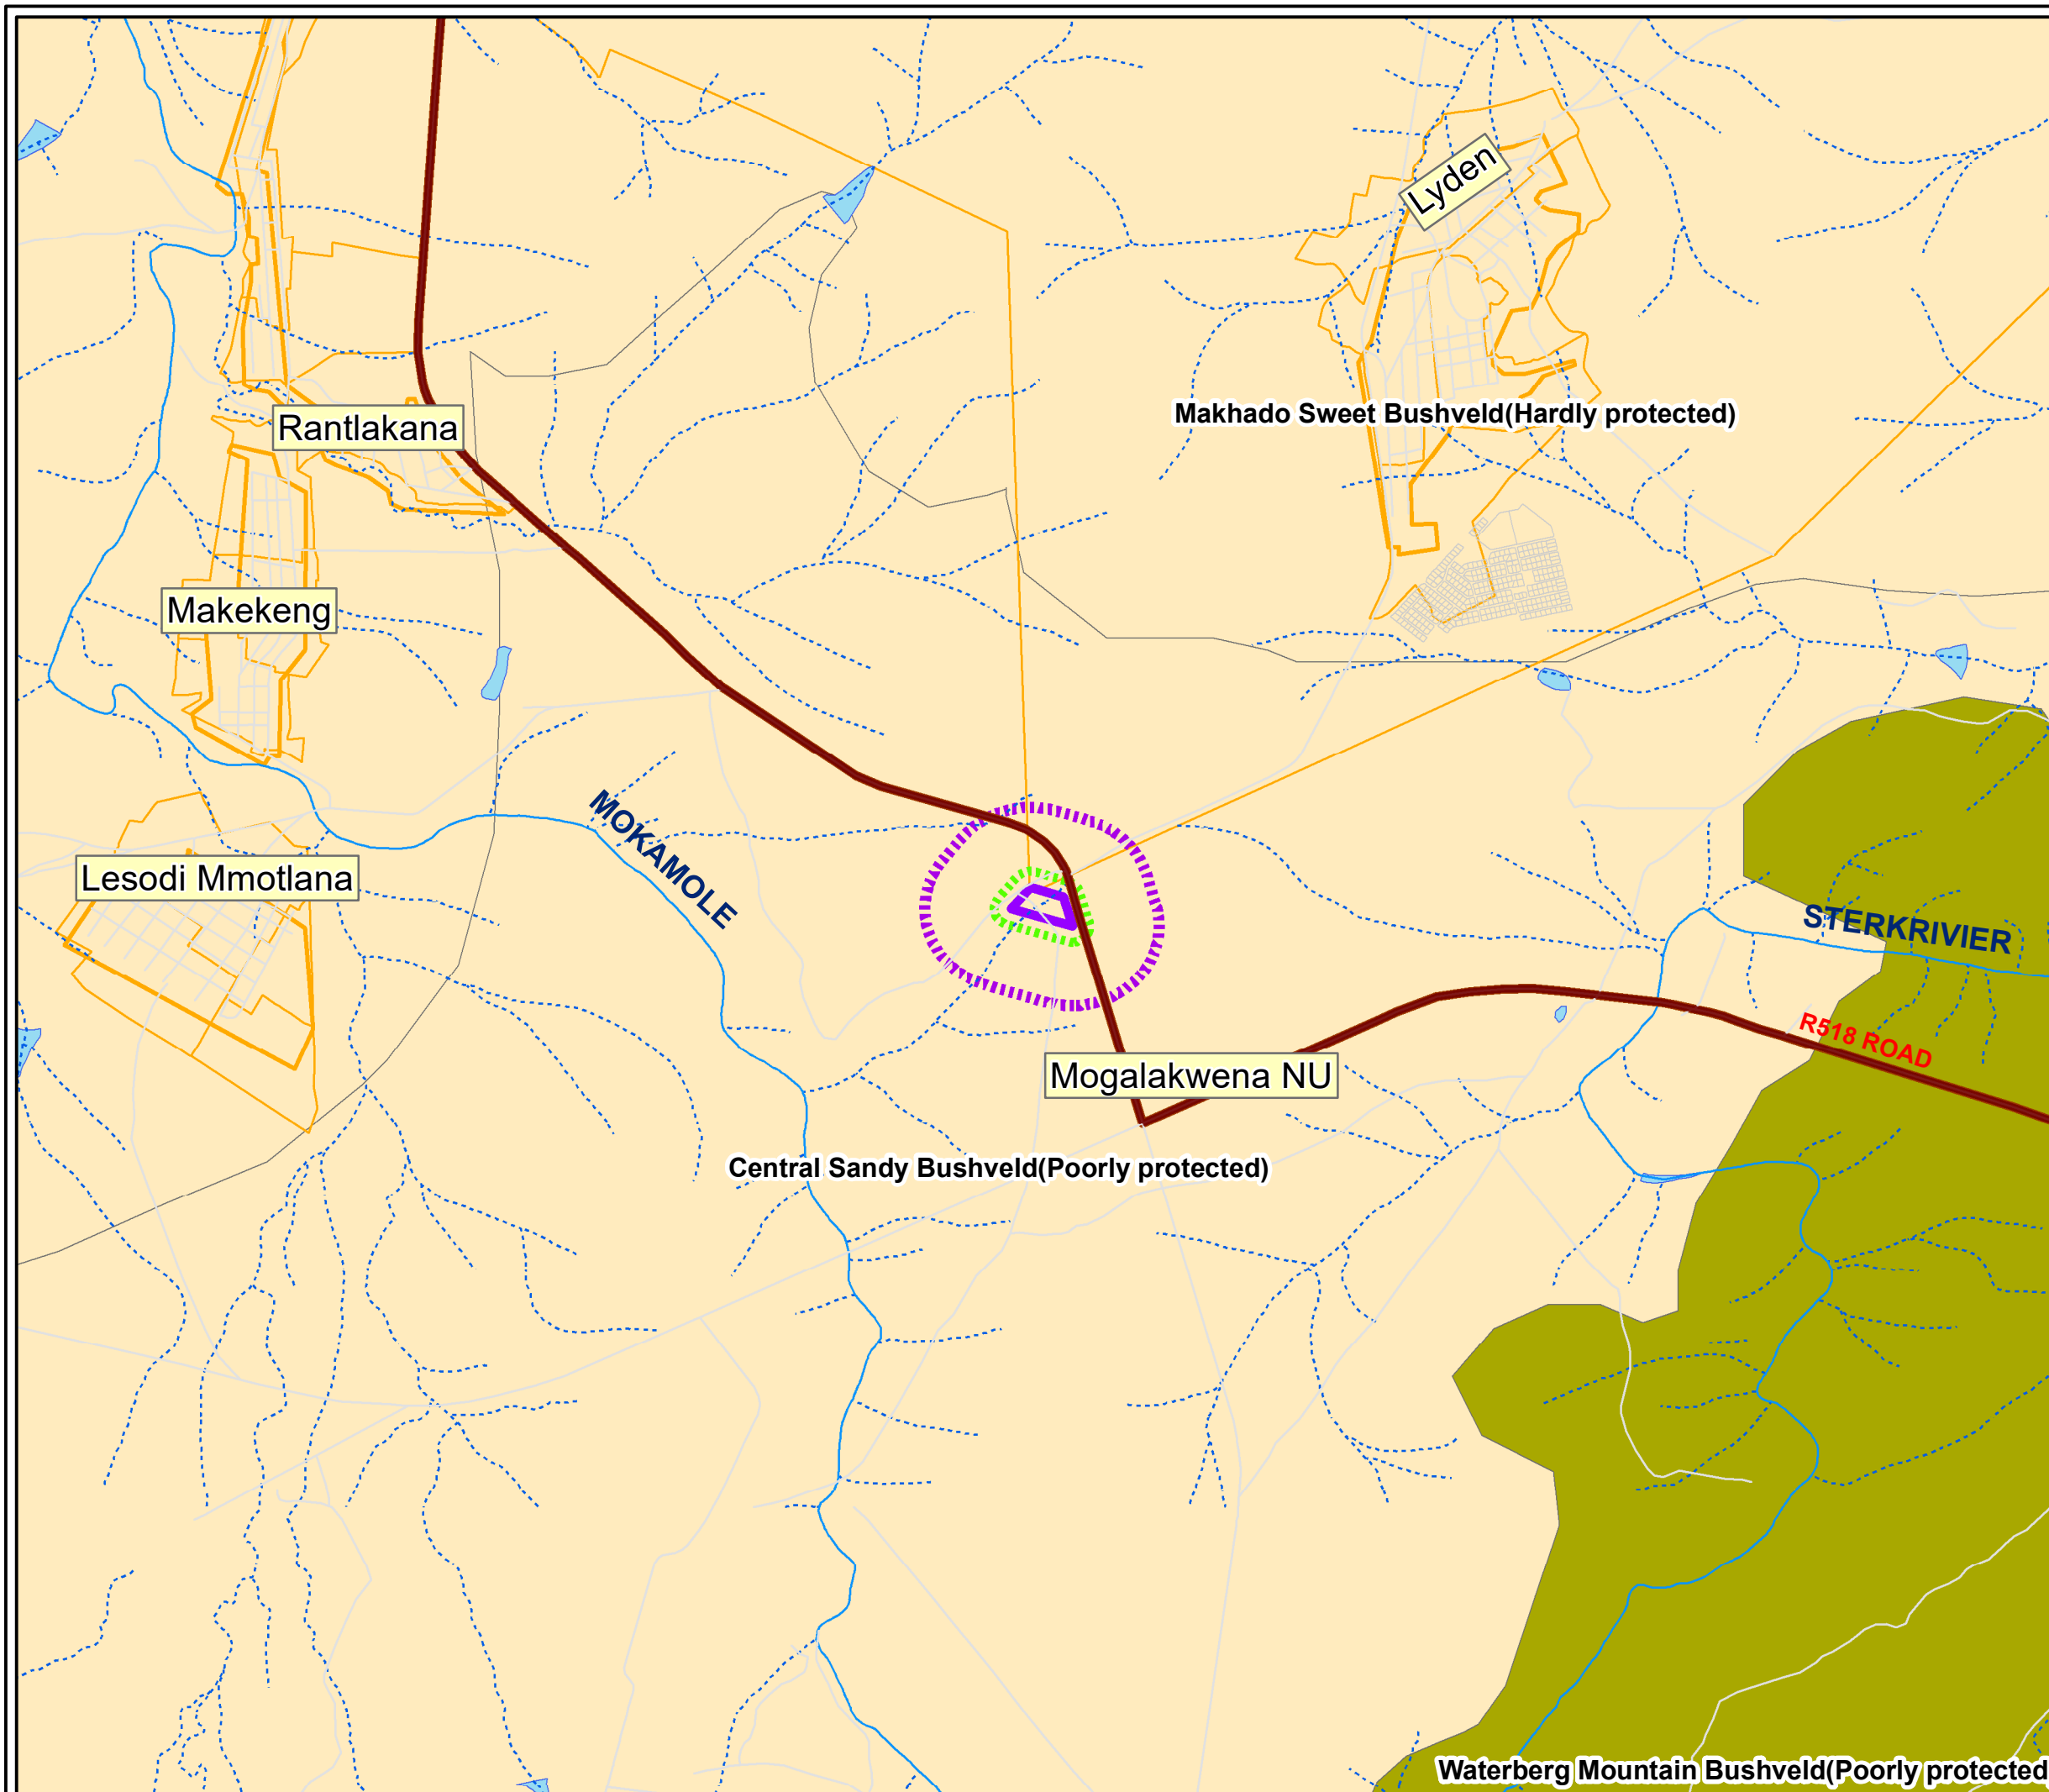 Lyden
Makhado Sweet Bushveld(Hardly protected)
Rantlakana
Makekeng
MOKAMOLE
Lesodi Mmotlana
STERKRIVIER
R518 ROAD
Mogalakwena NU
Central Sandy Bushveld(Poorly protected)
Waterberg Mountain Bushveld(Poorly protected